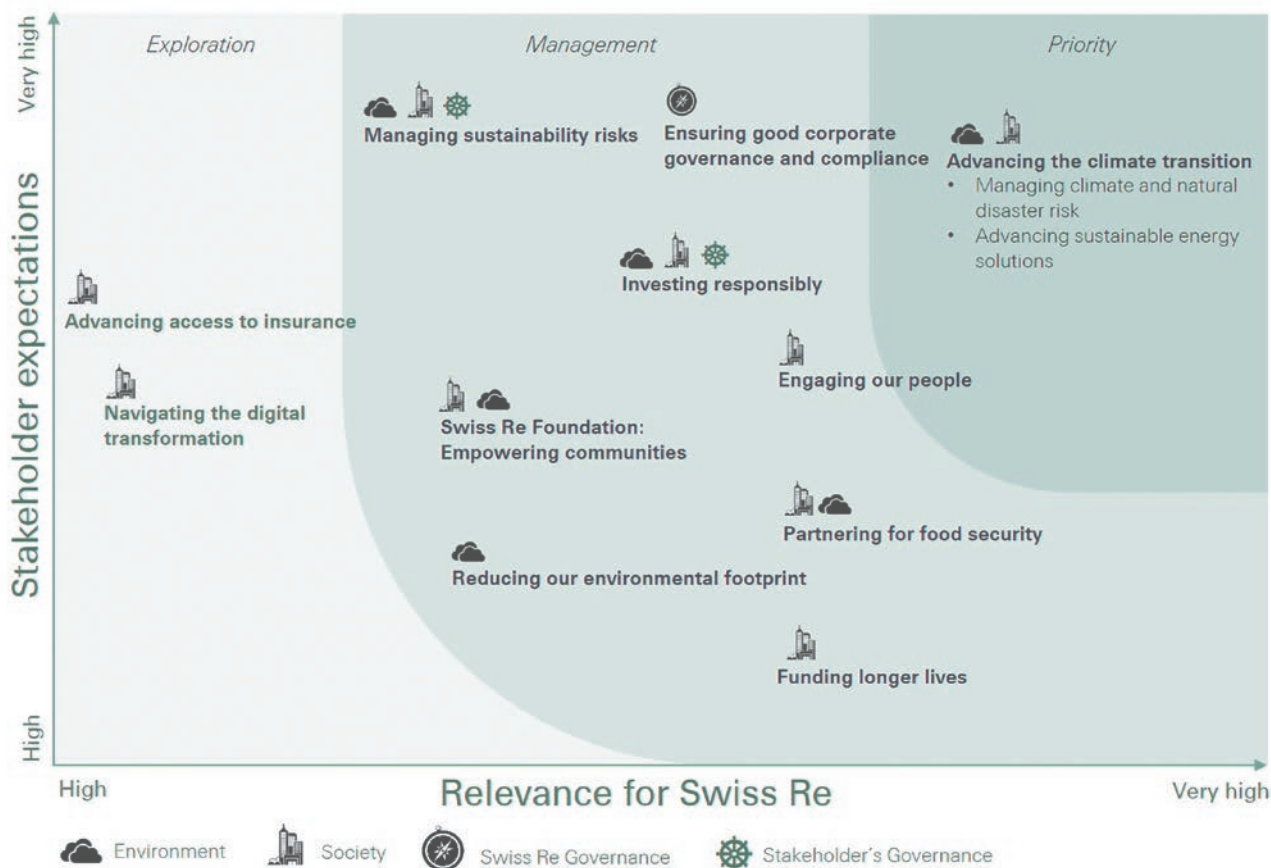 Very high
Exploration
Management
Priority
Managing sustainability risks
Ensuring good corporate
governance and compliance
Advancing the climate transition
• Managing climate and natural
disaster risk
• Advancing sustainable energy
solutions
Investing responsibly
Advancing access to insurance
Engaging our people
Navigating the digital
transformation
Swiss Re Foundation:
Empowering communities
Partnering for food security
Reducing our environmental footprint
Funding longer lives
Stakeholder expectations
High
High
Relevance for Swiss Re
Very high
Environment
Society
Swiss Re Governance
Stakeholder's Governance